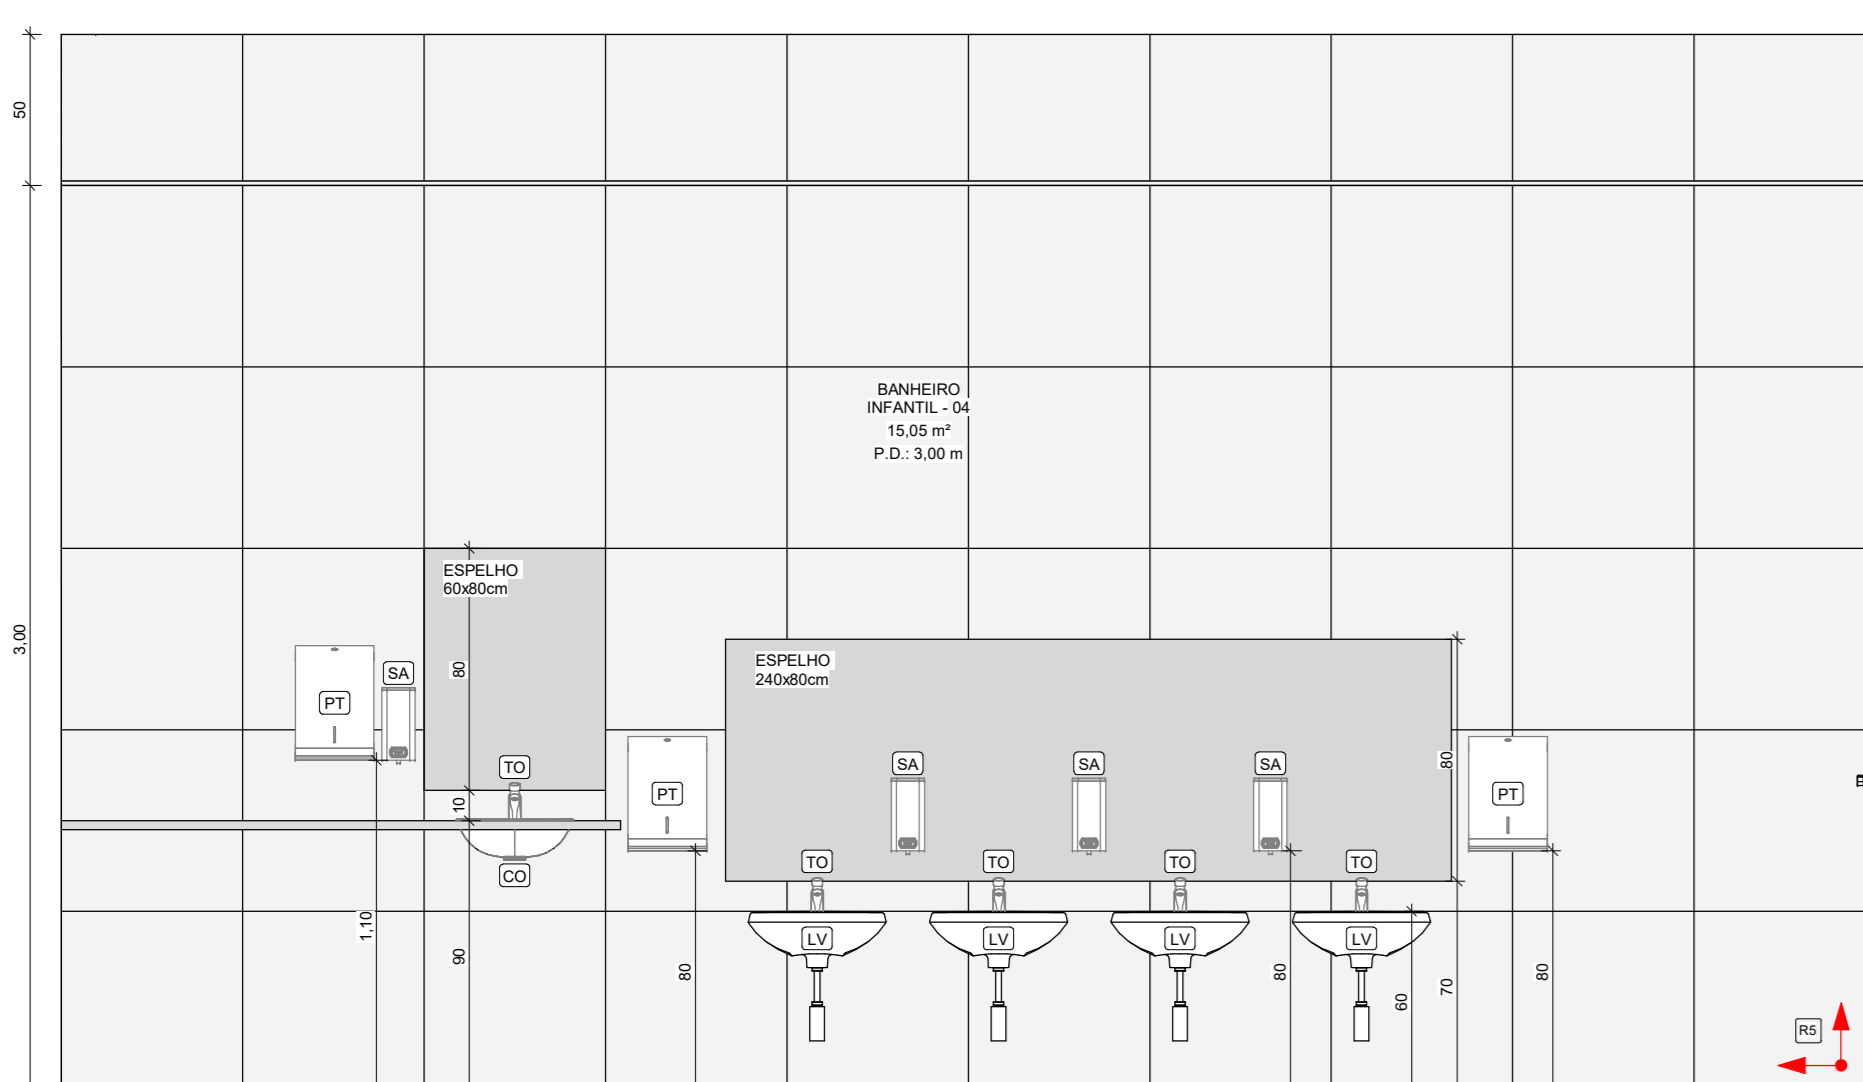 50
BANHEIRO
INFANTIL - 04
15,05 m²
P.D.: 3,00 m
3,00
ESPELHO
60x80cm
80
SA
PT
TO
10
CO
1,10
90
ESPELHO
240x80cm
80
PT
SA
SA
SA
PT
TO
TO
TO
TO
LV
LV
LV
LV
80
80
60
70
80
R5